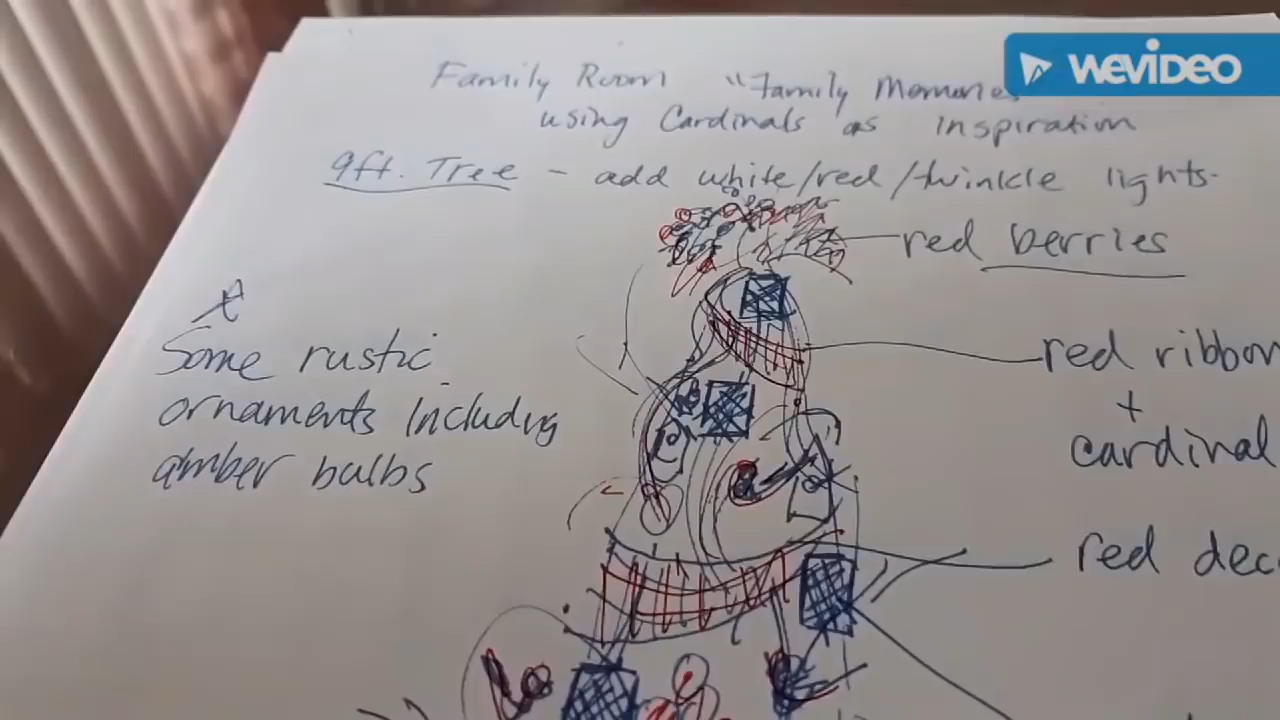 WEVIDEO
Family Room "Family Memories
using Cardinals as inspiration
9ft. Tree - add white/red/twinkle lights
red berries
Some rustic
ornaments including
amber bulbs
red ribbon
+
cardinal
red dec